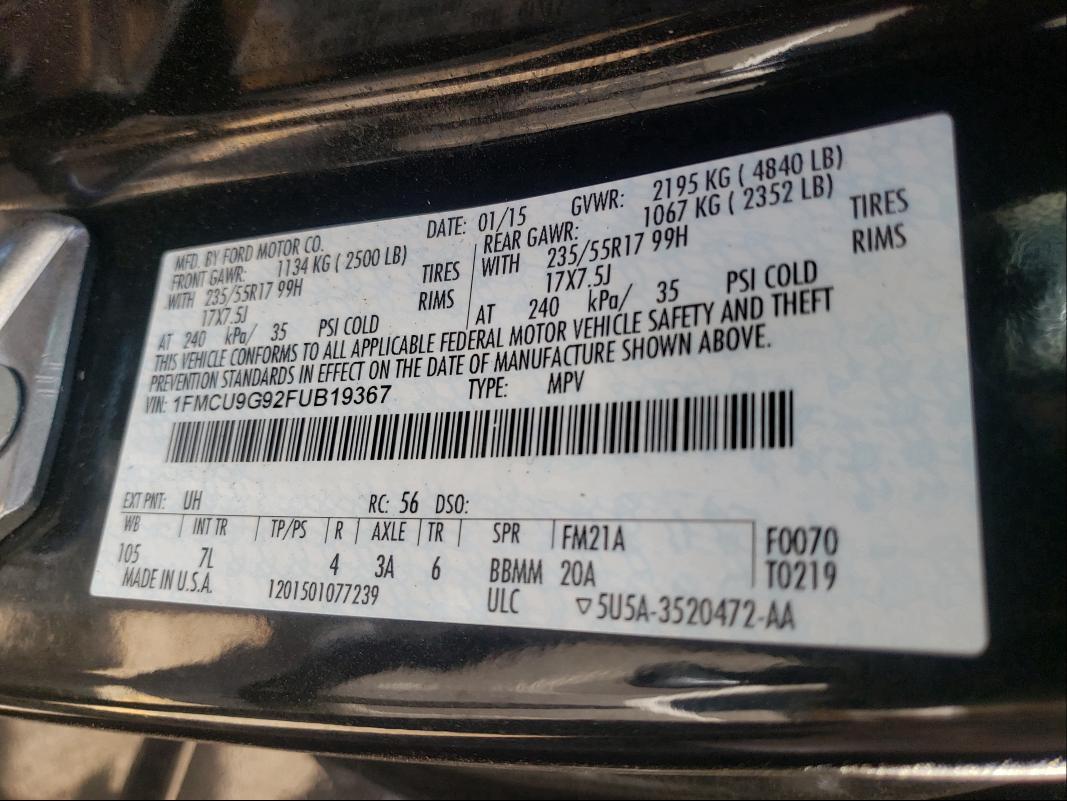 MFD. BY FORD MOTOR CO.
DATE: 01/15
GVWR: 2195 KG ( 4840 LB)
FRONT GAWR: 1134 KG ( 2500 LB)
WITH 235/55R17 99H TIRES
17X7.5J RIMS
AT 240 kPa/ 35 PSI COLD
REAR GAWR: 1067 KG ( 2352 LB)
WITH 235/55R17 99H TIRES
17X7.5J RIMS
AT 240 kPa/ 35 PSI COLD
THIS VEHICLE CONFORMS TO ALL APPLICABLE FEDERAL MOTOR VEHICLE SAFETY AND THEFT
PREVENTION STANDARDS IN EFFECT ON THE DATE OF MANUFACTURE SHOWN ABOVE.
VIN: 1FMCU9G92FUB19367 TYPE: MPV
EXT PNT: UH RC: 56 DSO:
WB INT TR TP/PS R AXLE TR SPR FM21A F0070
105 7L 4 3A 6 BBMM 20A T0219
MADE IN U.S.A. 1201501077239 ULC ▽5U5A-3520472-AA